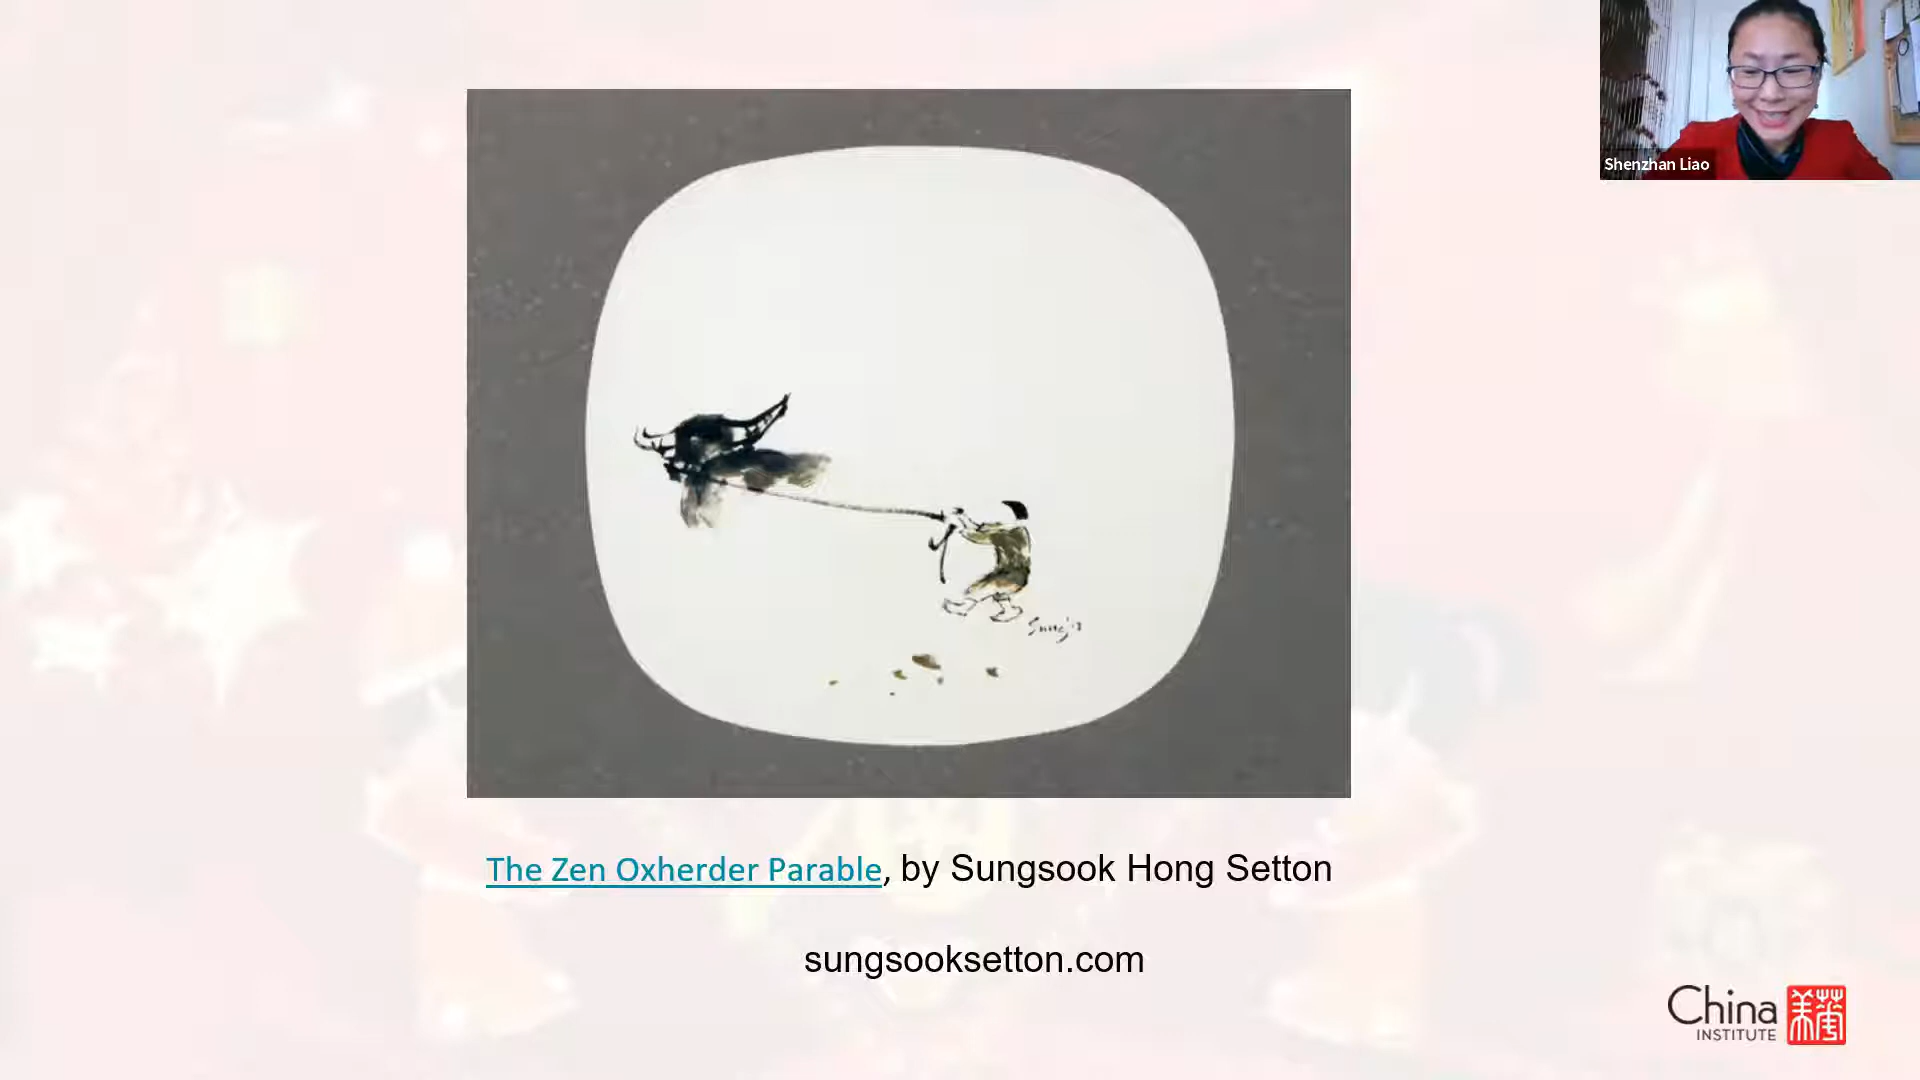 Shenzhan Liao
The Zen Oxherder Parable, by Sungsook Hong Setton
sungsooksetton.com
China
INSTITUTE